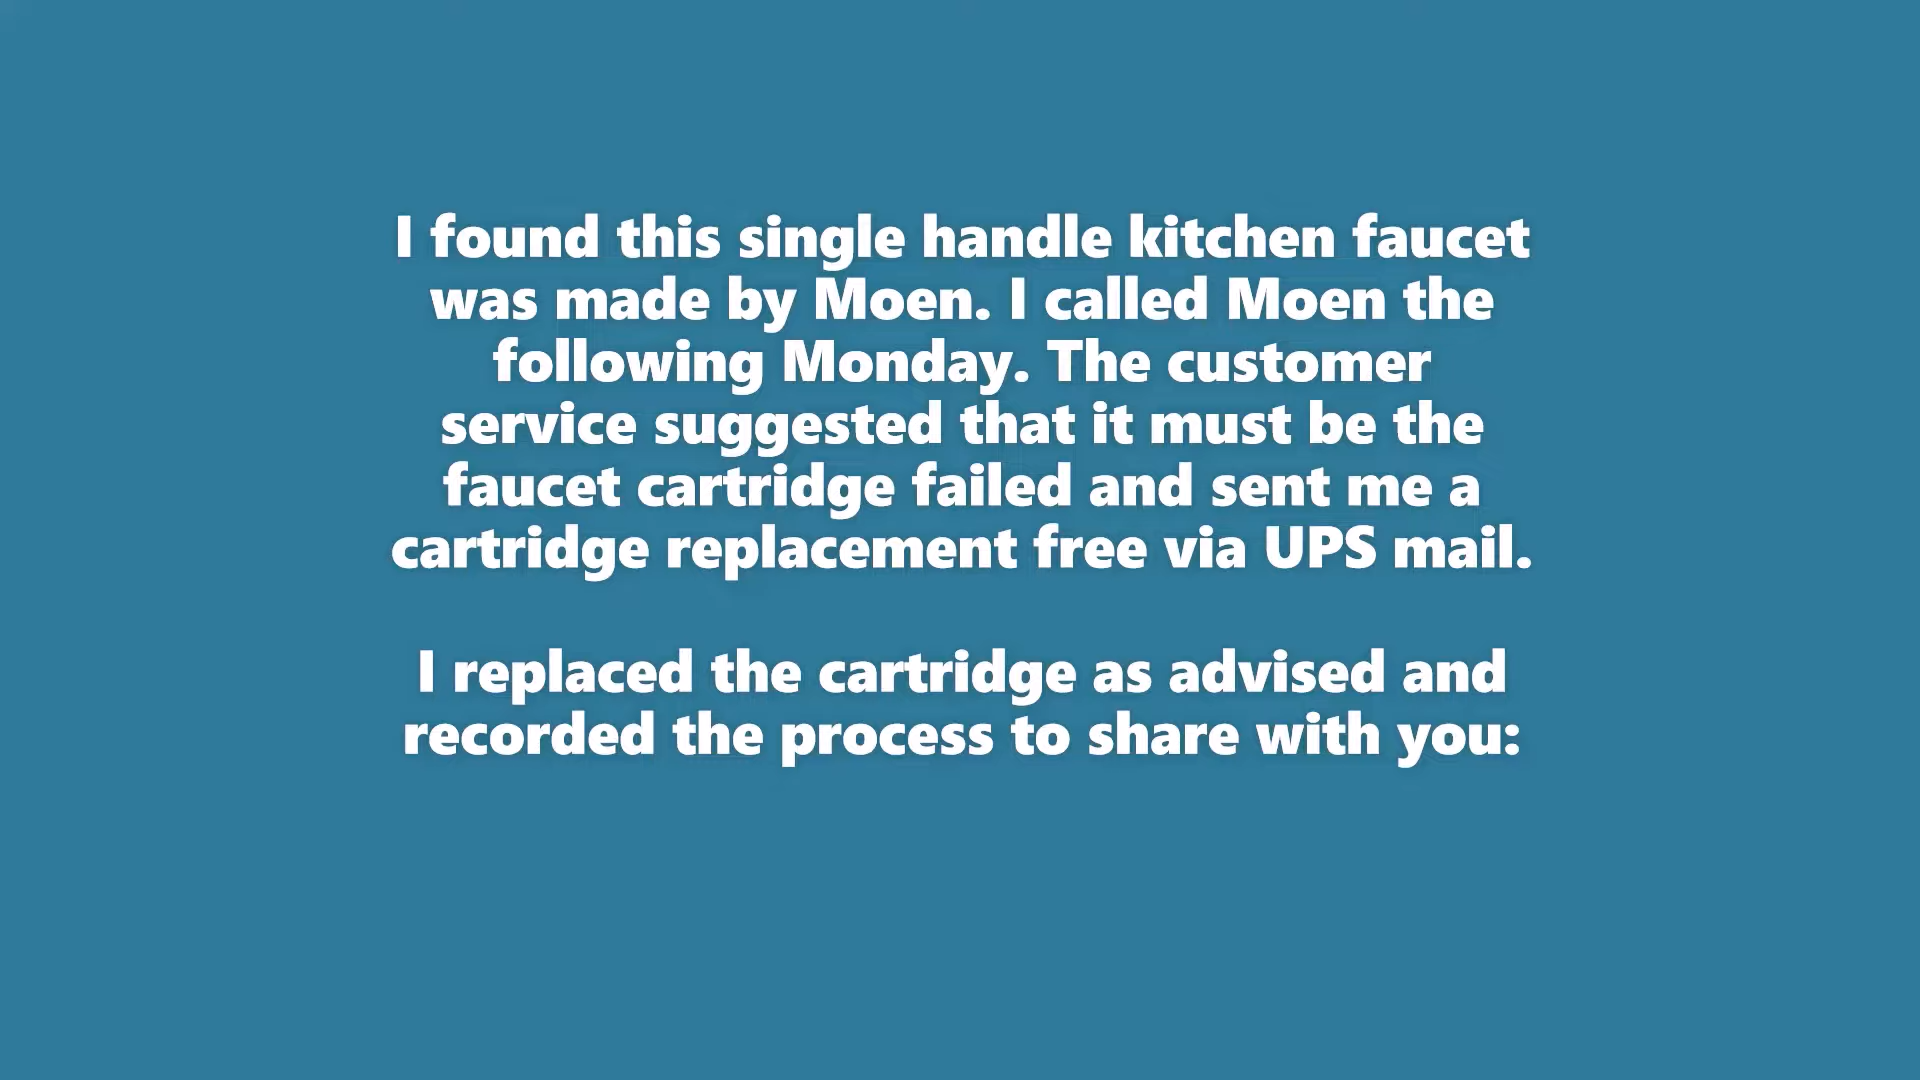 I found this single handle kitchen faucet
was made by Moen. I called Moen the
following Monday. The customer
service suggested that it must be the
faucet cartridge failed and sent me a
cartridge replacement free via UPS mail.
I replaced the cartridge as advised and
recorded the process to share with you: